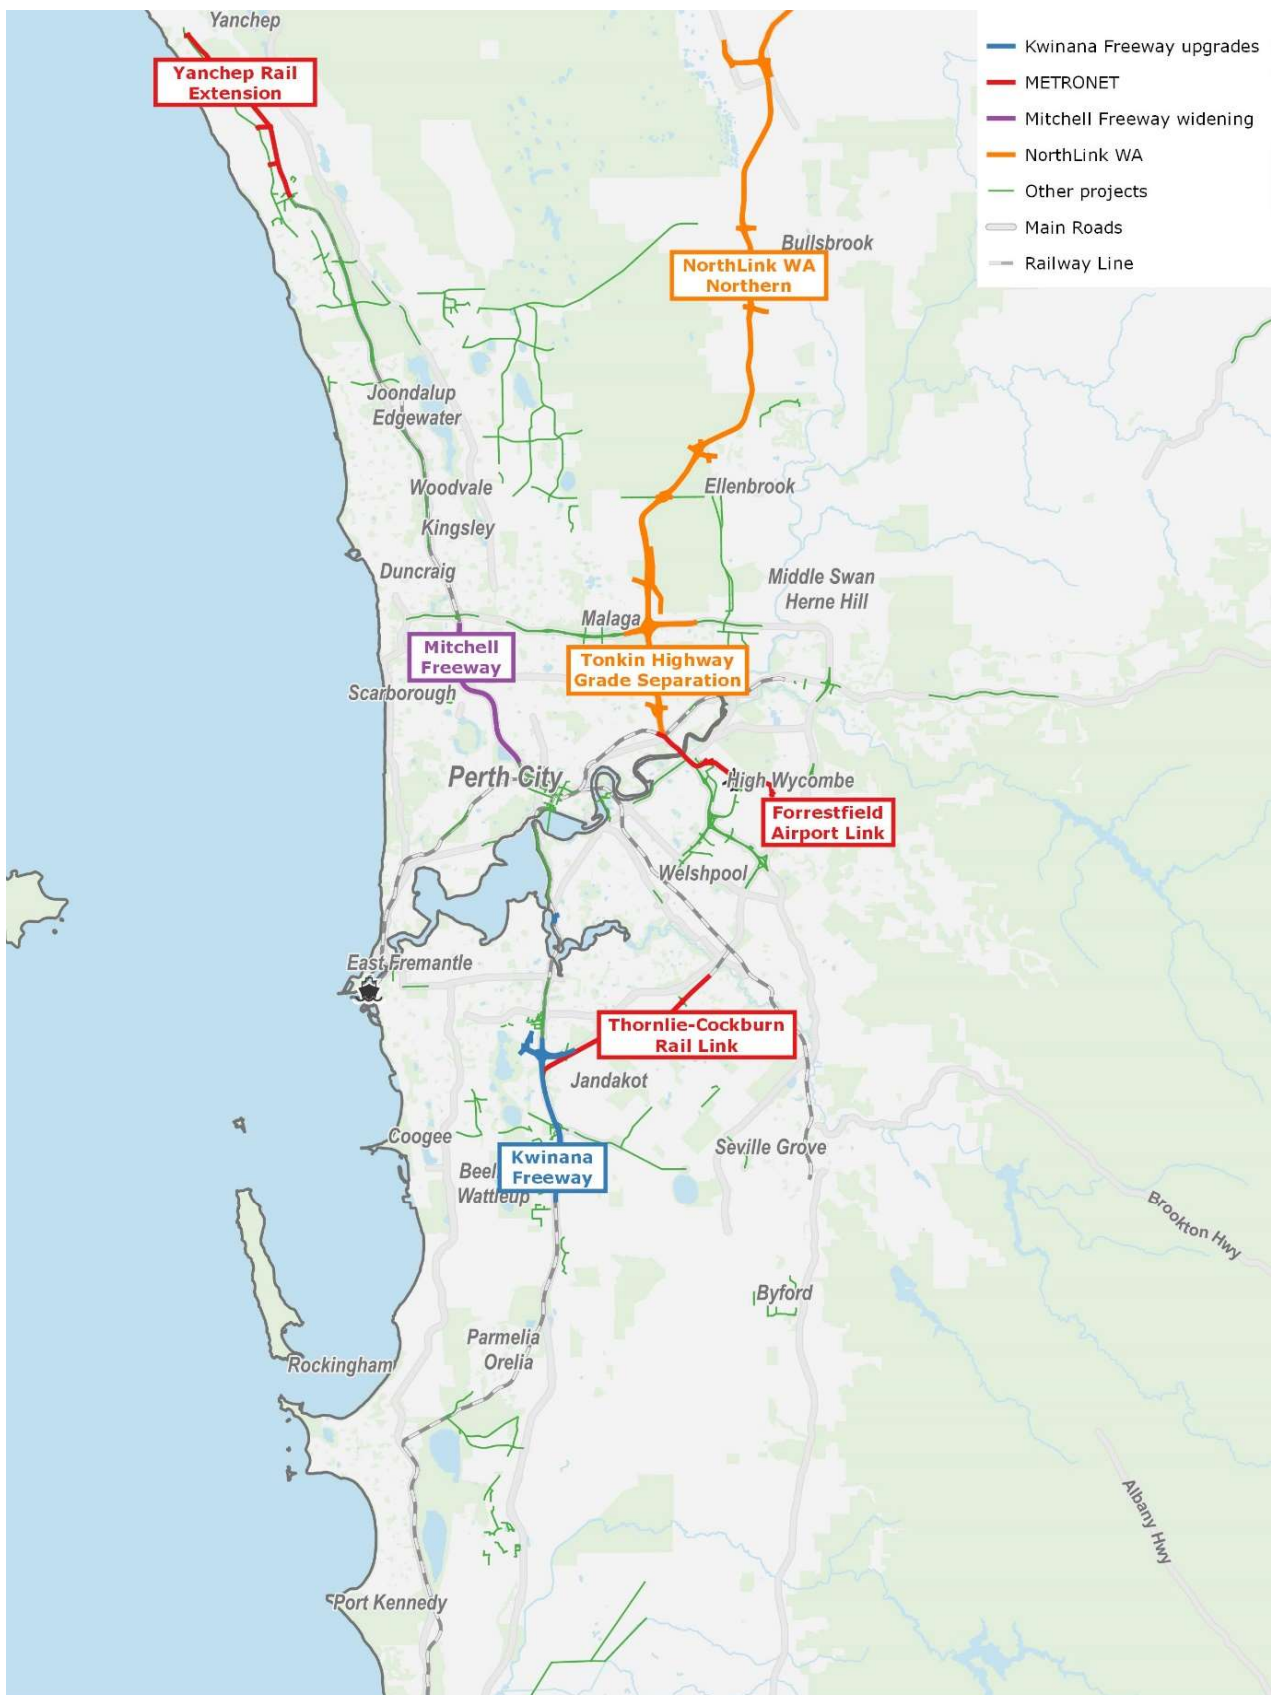 Yanchep
Yanchep Rail
Extension
Kwinana Freeway upgrades
METRONET
Mitchell Freeway widening
NorthLink WA
Other projects
Main Roads
Railway Line
Bullsbrook
NorthLink WA
Northern
Joondalup
Edgewater
Woodvale
Kingsley
Ellenbrook
Duncraig
Middle Swan
Herne Hill
Malaga
Mitchell
Freeway
Tonkin Highway
Grade Separation
Scarborough
Perth City
High Wycombe
Forrestfield
Airport Link
Welshpool
East Fremantle
Thornlie-Cockburn
Rail Link
Jandakot
Coogee
Seville Grove
Kwinana
Freeway
Beel
Wattleup
Brookton Hwy
Byford
Parmelia
Orelia
Rockingham
Albany Hwy
Port Kennedy